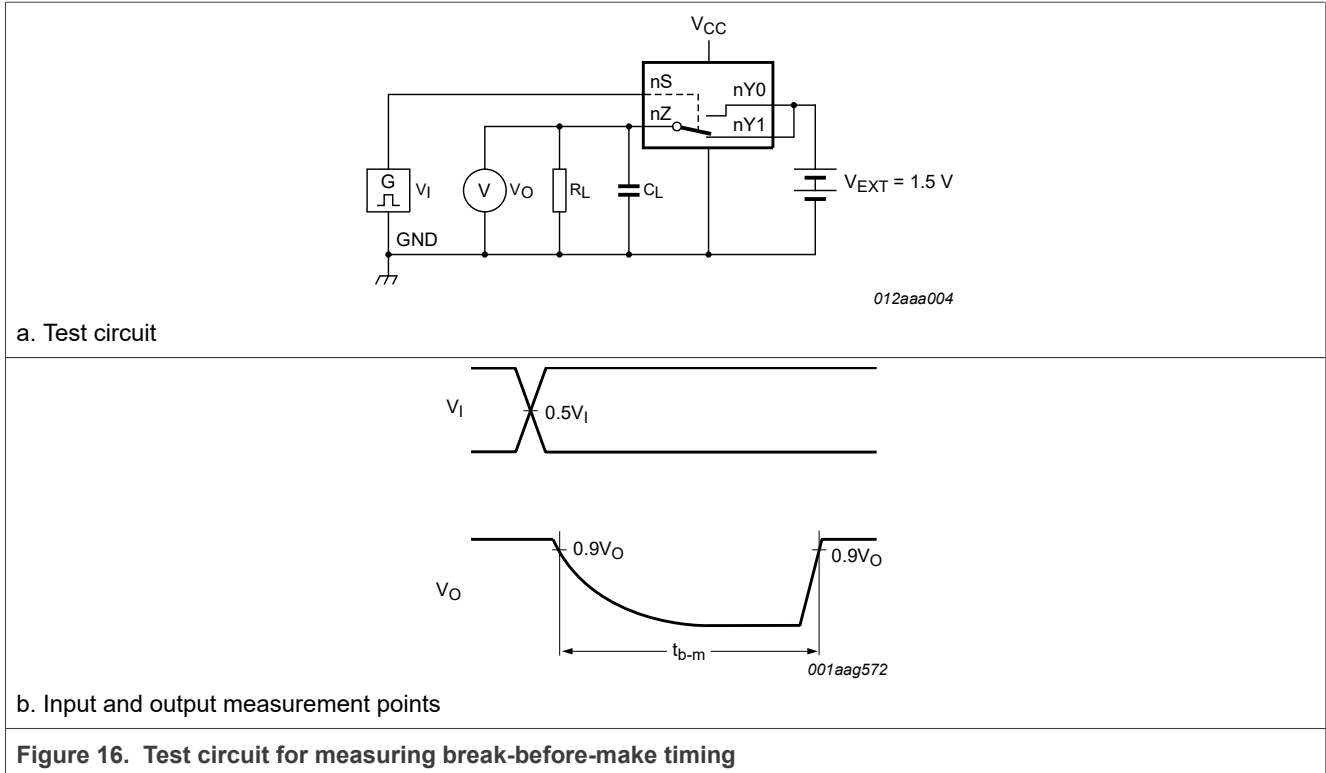 VCC
nS
nY0
nZ
nY1
G
VI
V
VO
RL
CL
VEXT = 1.5 V
GND
012aaa004
a. Test circuit
VI
0.5VI
0.9VO
0.9VO
VO
tb-m
001aag572
b. Input and output measurement points
Figure 16. Test circuit for measuring break-before-make timing